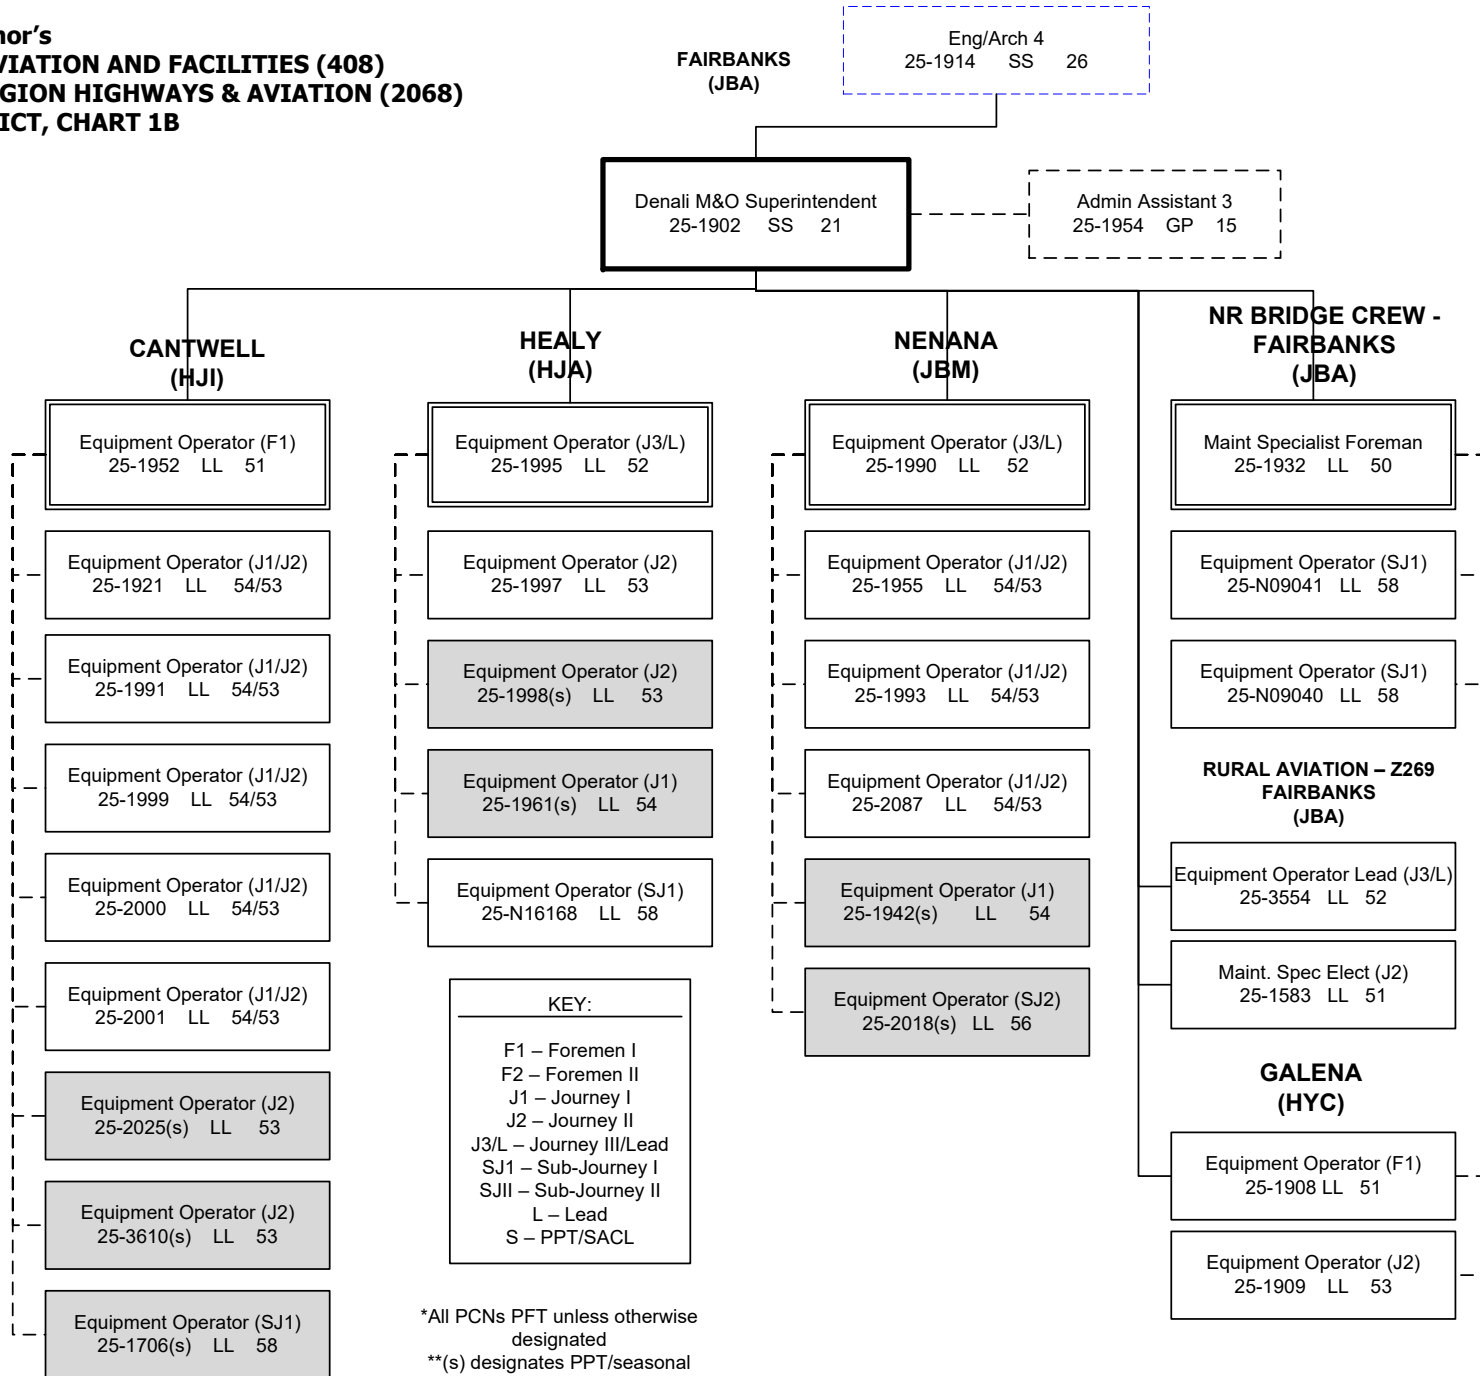 nor's
VIATION AND FACILITIES (408)
GION HIGHWAYS & AVIATION (2068)
ICT, CHART 1B
FAIRBANKS
(JBA)
Eng/Arch 4
25-1914 SS 26
Denali M&O Superintendent
25-1902 SS 21
Admin Assistant 3
25-1954 GP 15
CANTWELL
(HJI)
Equipment Operator (F1)
25-1952 LL 51
Equipment Operator (J1/J2)
25-1921 LL 54/53
Equipment Operator (J1/J2)
25-1991 LL 54/53
Equipment Operator (J1/J2)
25-1999 LL 54/53
Equipment Operator (J1/J2)
25-2000 LL 54/53
Equipment Operator (J1/J2)
25-2001 LL 54/53
Equipment Operator (J2)
25-2025(s) LL 53
Equipment Operator (J2)
25-3610(s) LL 53
Equipment Operator (SJ1)
25-1706(s) LL 58
HEALY
(HJA)
Equipment Operator (J3/L)
25-1995 LL 52
Equipment Operator (J2)
25-1997 LL 53
Equipment Operator (J2)
25-1998(s) LL 53
Equipment Operator (J1)
25-1961(s) LL 54
Equipment Operator (SJ1)
25-N16168 LL 58
KEY:
F1 – Foremen I
F2 – Foremen II
J1 – Journey I
J2 – Journey II
J3/L – Journey III/Lead
SJ1 – Sub-Journey I
SJII – Sub-Journey II
L – Lead
S – PPT/SACL
*All PCNs PFT unless otherwise
designated
**(s) designates PPT/seasonal
NENANA
(JBM)
Equipment Operator (J3/L)
25-1990 LL 52
Equipment Operator (J1/J2)
25-1955 LL 54/53
Equipment Operator (J1/J2)
25-1993 LL 54/53
Equipment Operator (J1/J2)
25-2087 LL 54/53
Equipment Operator (J1)
25-1942(s) LL 54
Equipment Operator (SJ2)
25-2018(s) LL 56
NR BRIDGE CREW -
FAIRBANKS
(JBA)
Maint Specialist Foreman
25-1932 LL 50
Equipment Operator (SJ1)
25-N09041 LL 58
Equipment Operator (SJ1)
25-N09040 LL 58
RURAL AVIATION – Z269
FAIRBANKS
(JBA)
Equipment Operator Lead (J3/L)
25-3554 LL 52
Maint. Spec Elect (J2)
25-1583 LL 51
GALENA
(HYC)
Equipment Operator (F1)
25-1908 LL 51
Equipment Operator (J2)
25-1909 LL 53